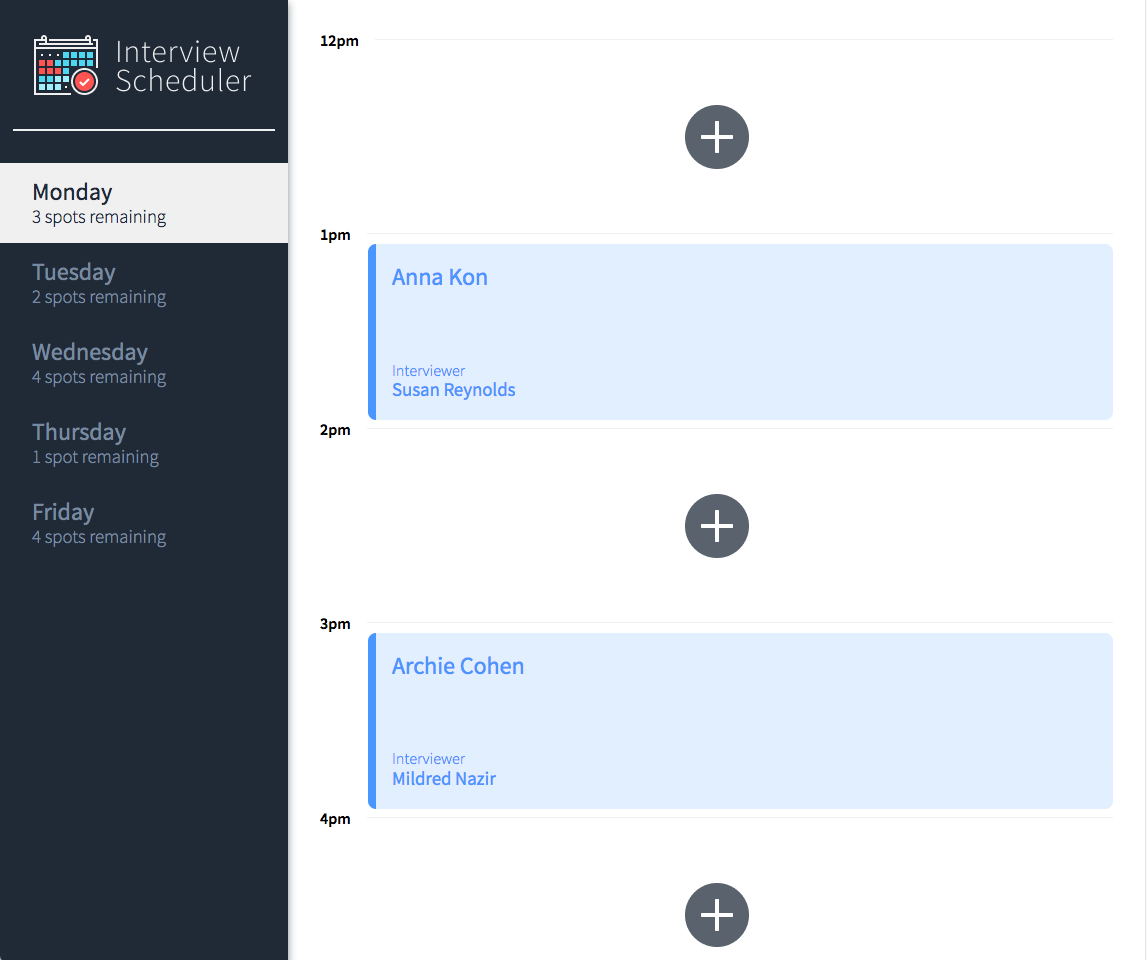 Interview
Scheduler
Monday
3 spots remaining
Tuesday
2 spots remaining
Wednesday
4 spots remaining
Thursday
1 spot remaining
Friday
4 spots remaining
12pm
1pm
Anna Kon
Interviewer
Susan Reynolds
2pm
3pm
Archie Cohen
Interviewer
Mildred Nazir
4pm